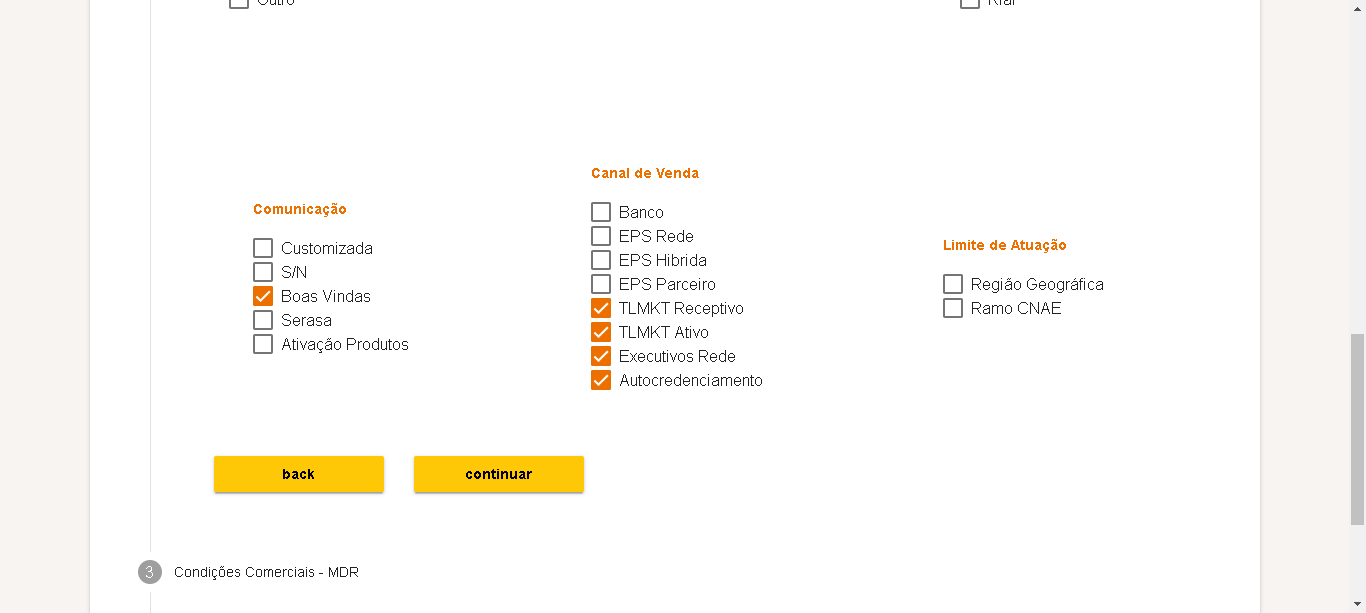 Outro
Comunicação
Customizada
S/N
Boas Vindas
Serasa
Ativação Produtos
Canal de Venda
Banco
EPS Rede
EPS Hibrida
EPS Parceiro
TLMKT Receptivo
TLMKT Ativo
Executivos Rede
Autocredenciamento
Limite de Atuação
Região Geográfica
Ramo CNAE
back
continuar
3 Condições Comerciais - MDR